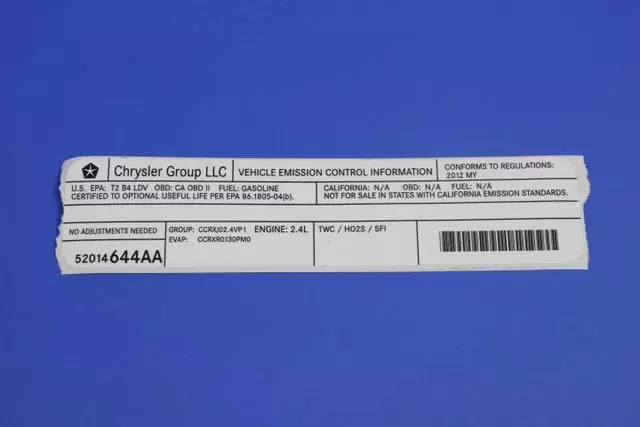 Chrysler Group LLC
VEHICLE EMISSION CONTROL INFORMATION
CONFORMS TO REGULATIONS:
2012 MY
U.S. EPA: T2 B4 LDV OBD: CA OBD II FUEL: GASOLINE
CERTIFIED TO OPTIONAL USEFUL LIFE PER EPA 86.1805-04(b).
CALIFORNIA: N/A OBD: N/A FUEL: N/A
NOT FOR SALE IN STATES WITH CALIFORNIA EMISSION STANDARDS.
NO ADJUSTMENTS NEEDED
52014644AA
GROUP: CCRXJ02.4VP1 ENGINE: 2.4L
EVAP: CCRXR0130PM0
TWC / HO2S / SFI